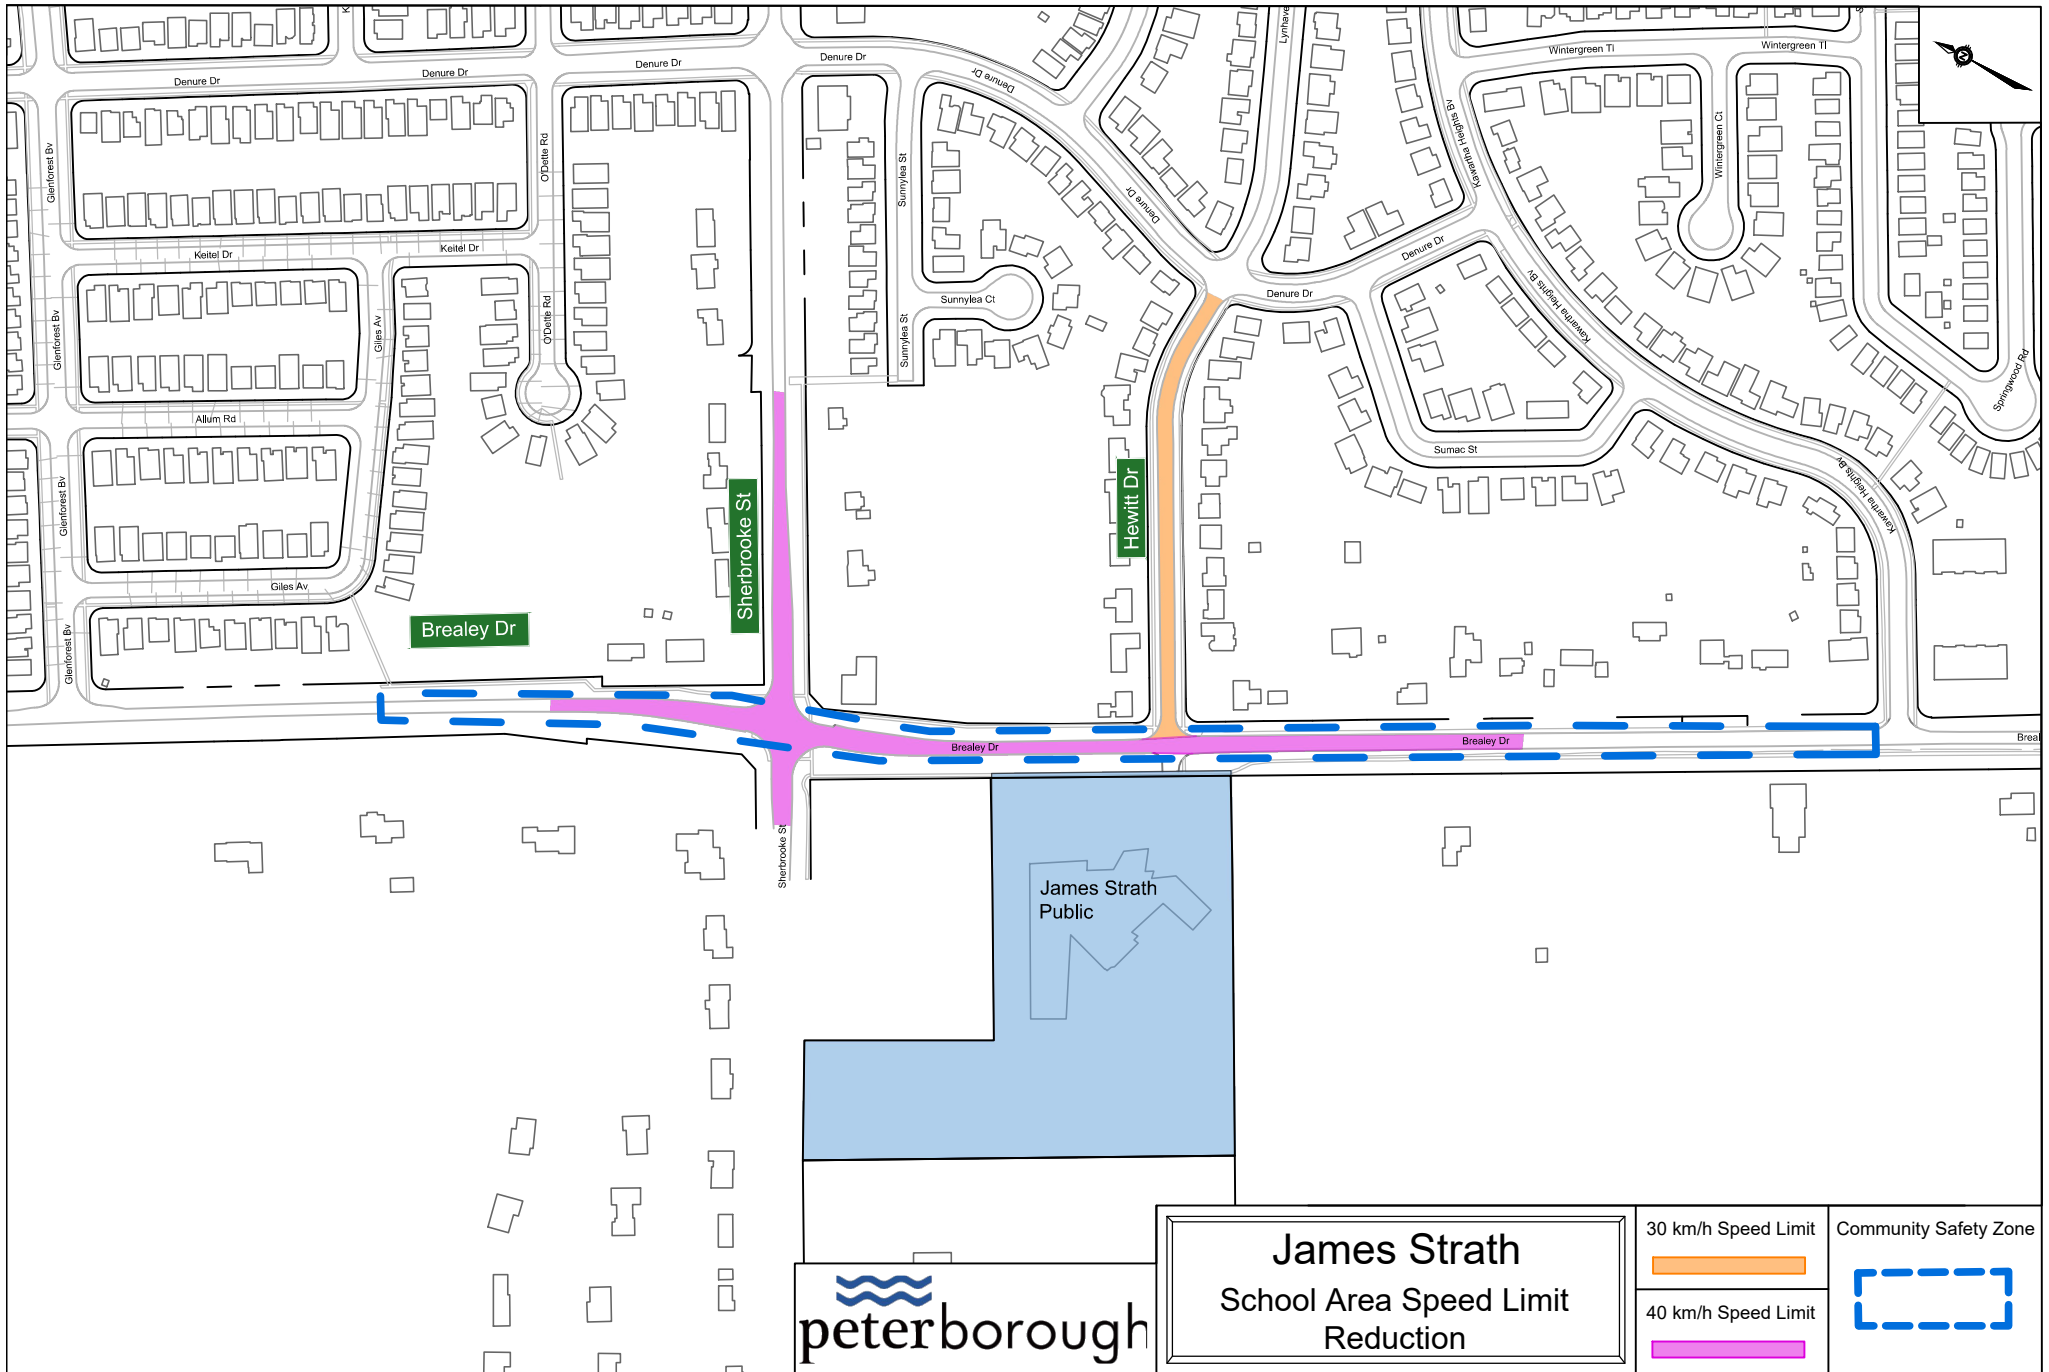 Denure Dr
Denure Dr
Denure Dr
Denure Dr
Denure Dr
Lynhave
Wintergreen Tl
Wintergreen Tl
Glenforest Bv
O'Dette Rd
Sunnylea St
Denure Dr
Kawartha Heights Bv
Wintergreen Ct
Keitel Dr
Keitel Dr
Denure Dr
Glenforest Bv
Giles Av
O'Dette Rd
Sunnylea Ct
Sunnylea St
Denure Dr
Kawartha Heights Bv
Springwood Rd
Allum Rd
Sumac St
Glenforest Bv
Sherbrooke St
Hewitt Dr
Kawartha Heights Bv
Giles Av
Brealey Dr
Glenforest Bv
Brealey Dr
Brealey Dr
Breal
Sherbrooke St
James Strath
Public
N
peterborough
James Strath
School Area Speed Limit
Reduction
30 km/h Speed Limit
40 km/h Speed Limit
Community Safety Zone